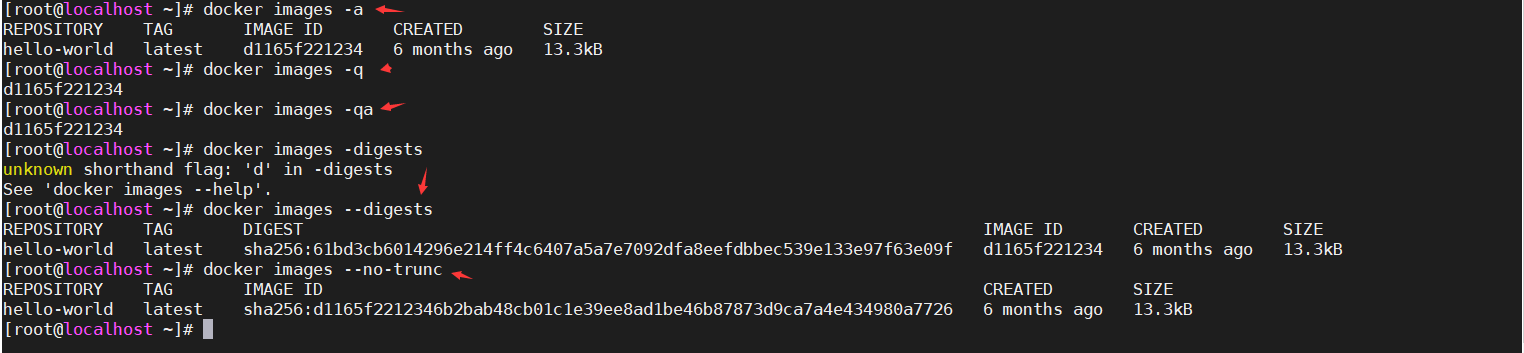 [root@localhost ~]# docker images -a
REPOSITORY    TAG       IMAGE ID       CREATED        SIZE
hello-world   latest    d1165f221234   6 months ago   13.3kB
[root@localhost ~]# docker images -q
d1165f221234
[root@localhost ~]# docker images -qa
d1165f221234
[root@localhost ~]# docker images -digests
unknown shorthand flag: 'd' in -digests
See 'docker images --help'.
[root@localhost ~]# docker images --digests
REPOSITORY    TAG       DIGEST                                                                    IMAGE ID       CREATED        SIZE
hello-world   latest    sha256:61bd3cb6014296e214ff4c6407a5a7e7092dfa8eefdbbec539e133e97f63e09f   d1165f221234   6 months ago   13.3kB
[root@localhost ~]# docker images --no-trunc
REPOSITORY    TAG       IMAGE ID                                                                  CREATED        SIZE
hello-world   latest    sha256:d1165f2212346b2bab48cb01c1e39ee8ad1be46b87873d9ca7a4e434980a7726   6 months ago   13.3kB
[root@localhost ~]#